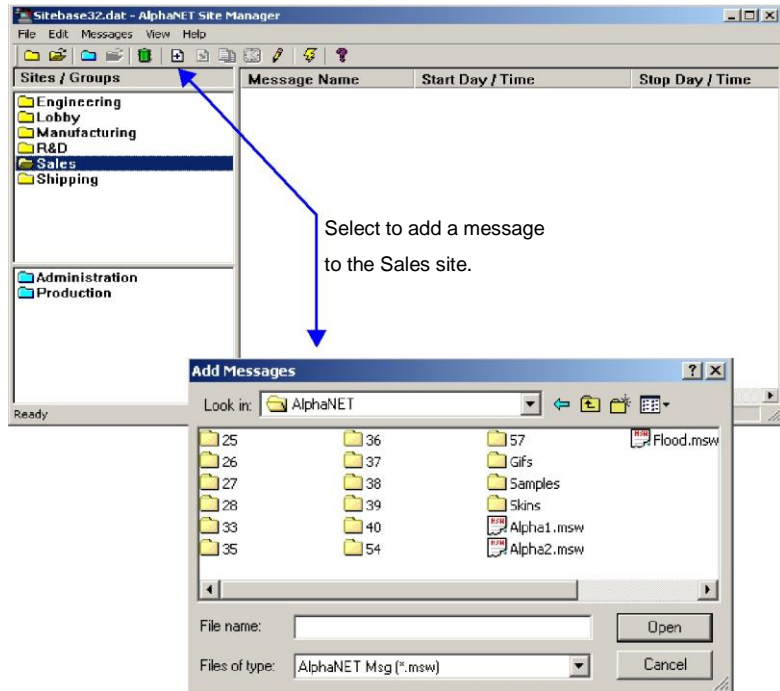 Sitebase32.dat - AlphaNET Site Manager
File Edit Messages View Help
Sites / Groups
Message Name Start Day / Time Stop Day / Time
Engineering
Lobby
Manufacturing
R&D
Sales
Shipping
Select to add a message
to the Sales site.
Administration
Production
Ready
Add Messages
Look in: AlphaNET
25 36 57 Flood.msw
26 37 Gifs
27 38 Samples
28 39 Skins
33 40 Alpha1.msw
35 54 Alpha2.msw
File name: Open
Files of type: AlphaNET Msg (*.msw) Cancel